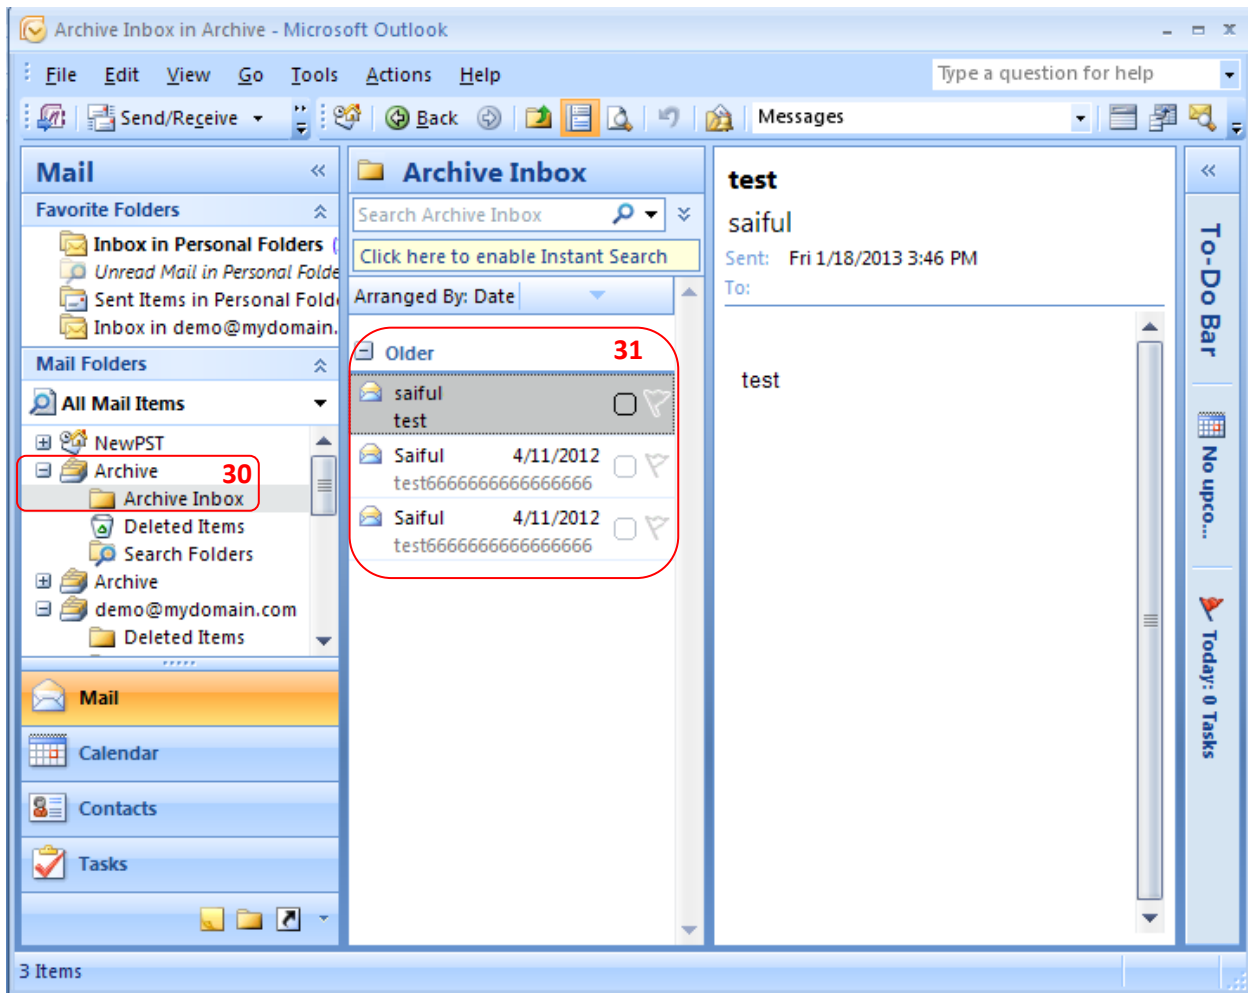 Archive Inbox in Archive - Microsoft Outlook
File Edit View Go Tools Actions Help
Type a question for help
Send/Receive Back Messages
Mail
Favorite Folders
Inbox in Personal Folders (
Unread Mail in Personal Folde
Sent Items in Personal Fold
Inbox in demo@mydomain.
Mail Folders
All Mail Items
NewPST
Archive 30
Archive Inbox
Deleted Items
Search Folders
Archive
demo@mydomain.com
Deleted Items
Mail
Calendar
Contacts
Tasks
Archive Inbox
Search Archive Inbox
Click here to enable Instant Search
Arranged By: Date
Older 31
saiful
test
Saiful 4/11/2012
test6666666666666666
Saiful 4/11/2012
test6666666666666666
test
saiful
Sent: Fri 1/18/2013 3:46 PM
To:
test
To-Do Bar
No upco...
Today: 0 Tasks
3 Items